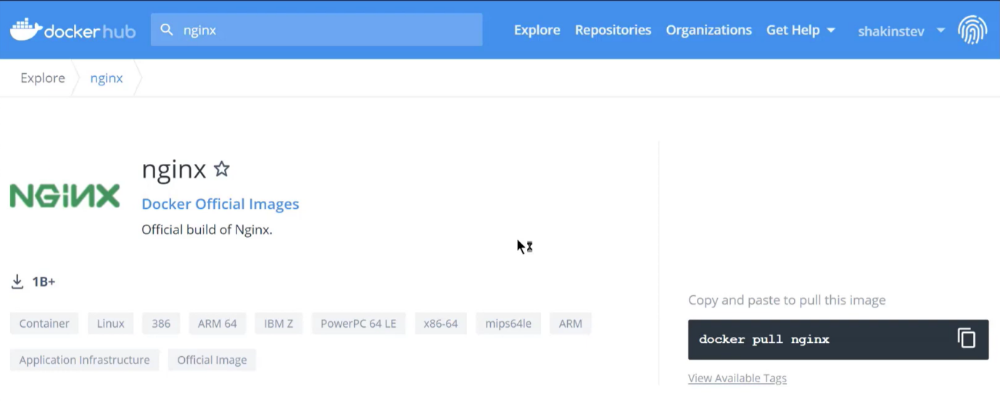 docker hub nginx Explore Repositories Organizations Get Help shakinstev
Explore nginx
nginx
NGINX
Docker Official Images
Official build of Nginx.
1B+
Copy and paste to pull this image
Container Linux 386 ARM 64 IBM Z PowerPC 64 LE x86-64 mips64le ARM
docker pull nginx
Application Infrastructure Official Image
View Available Tags